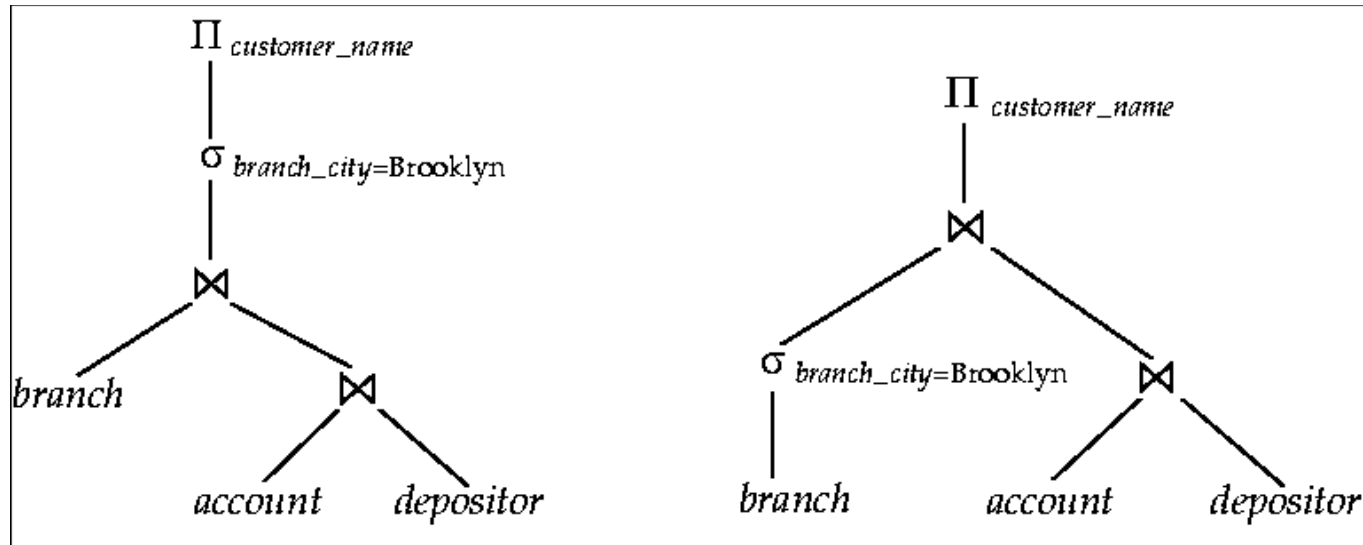 Π customer_name
σ branch_city=Brooklyn
⋈
branch
⋈
account depositor
Π customer_name
⋈
σ branch_city=Brooklyn
⋈
branch
account depositor